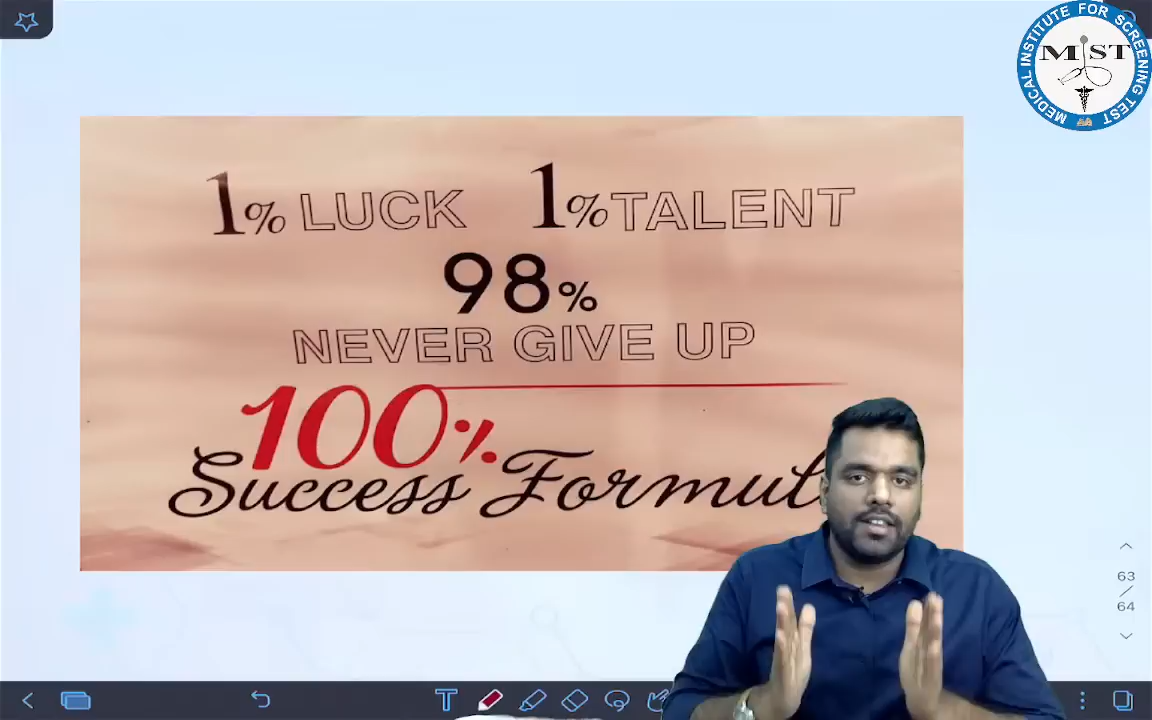 MEDICAL INSTITUTE FOR SCREENING TEST
MIST
1% LUCK 1% TALENT
98%
NEVER GIVE UP
100%
Success Formul
63
/
64
T